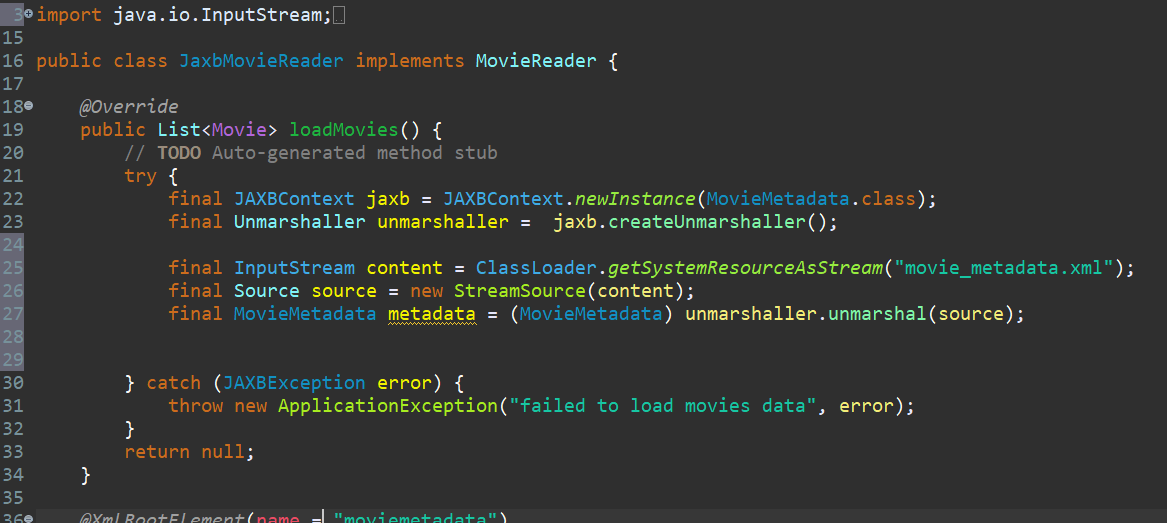 3 import java.io.InputStream;
15
16 public class JaxbMovieReader implements MovieReader {
17
18 @Override
19 public List<Movie> loadMovies() {
20 // TODO Auto-generated method stub
21 try {
22 final JAXBContext jaxb = JAXBContext.newInstance(MovieMetadata.class);
23 final Unmarshaller unmarshaller =  jaxb.createUnmarshaller();
24
25 final InputStream content = ClassLoader.getSystemResourceAsStream("movie_metadata.xml");
26 final Source source = new StreamSource(content);
27 final MovieMetadata metadata = (MovieMetadata) unmarshaller.unmarshal(source);
28
29
30 } catch (JAXBException error) {
31 throw new ApplicationException("failed to load movies data", error);
32 }
33 return null;
34 }
35
36 @XmlRootElement(name = "moviemetadata")